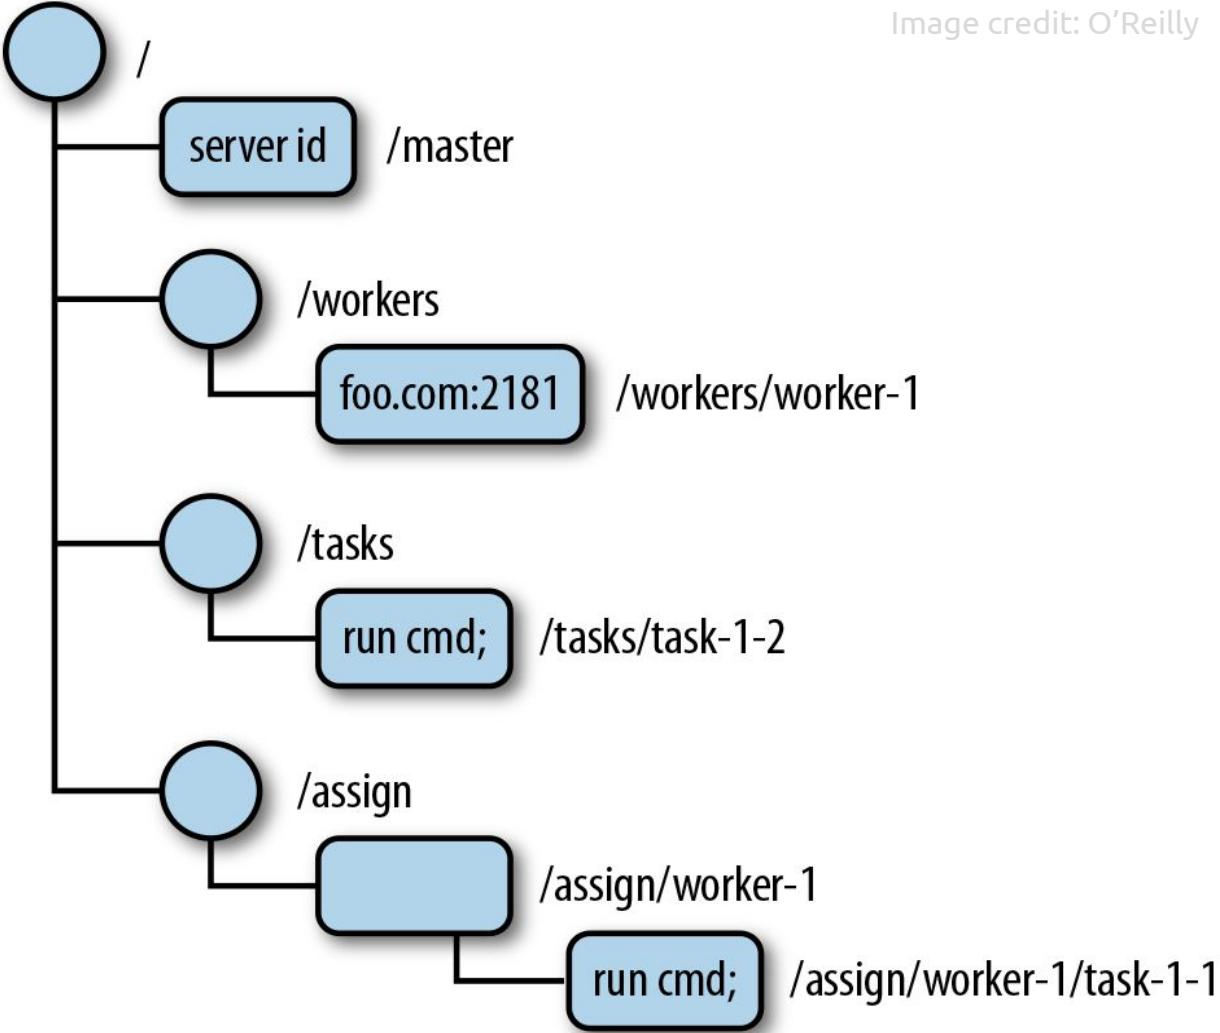 Image credit: O’Reilly
/
server id /master
/workers
foo.com:2181 /workers/worker-1
/tasks
run cmd; /tasks/task-1-2
/assign
/assign/worker-1
run cmd; /assign/worker-1/task-1-1